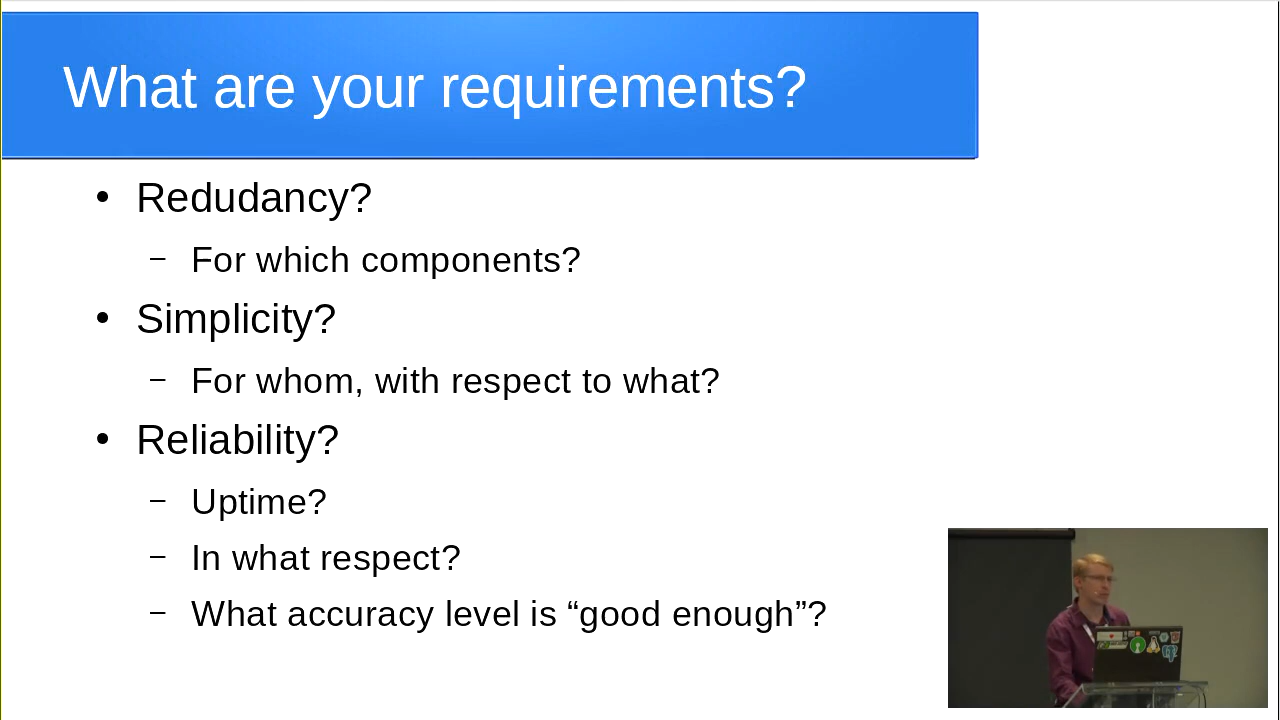 What are your requirements?
• Redudancy?
– For which components?
• Simplicity?
– For whom, with respect to what?
• Reliability?
– Uptime?
– In what respect?
– What accuracy level is “good enough”?